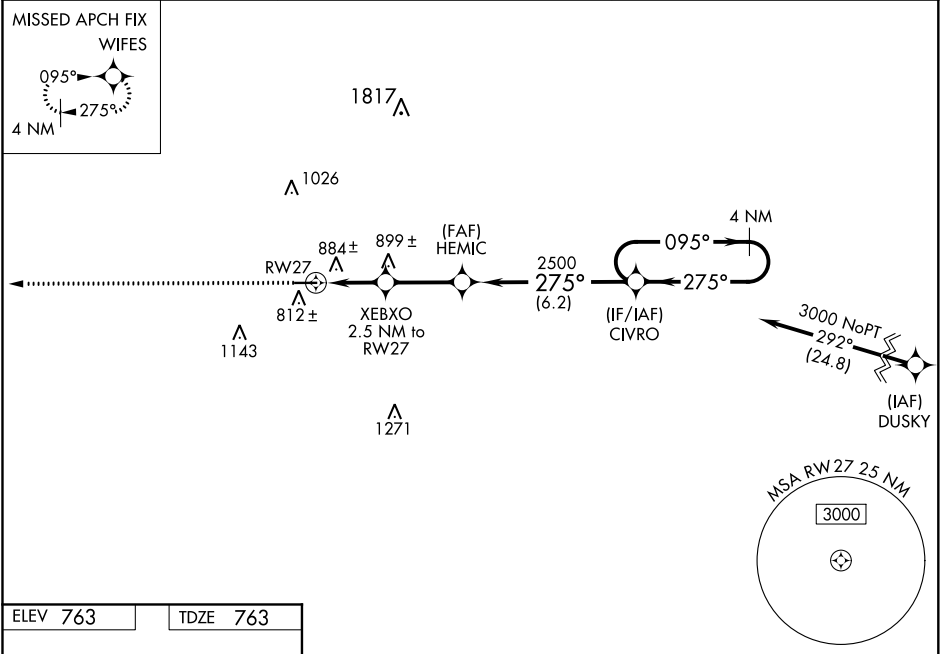 MISSED APCH FIX
WIFES
095°
275°
4 NM
1817
1026
884±
899±
(FAF)
HEMIC
4 NM
095°
RW27
2500
275°
(6.2)
275°
812±
XEBXO
2.5 NM to
RW27
(IF/IAF)
CIVRO
3000 NoPT
292°
(24.8)
1143
(IAF)
DUSKY
1271
MSA RW27 25 NM
3000
ELEV 763
TDZE 763